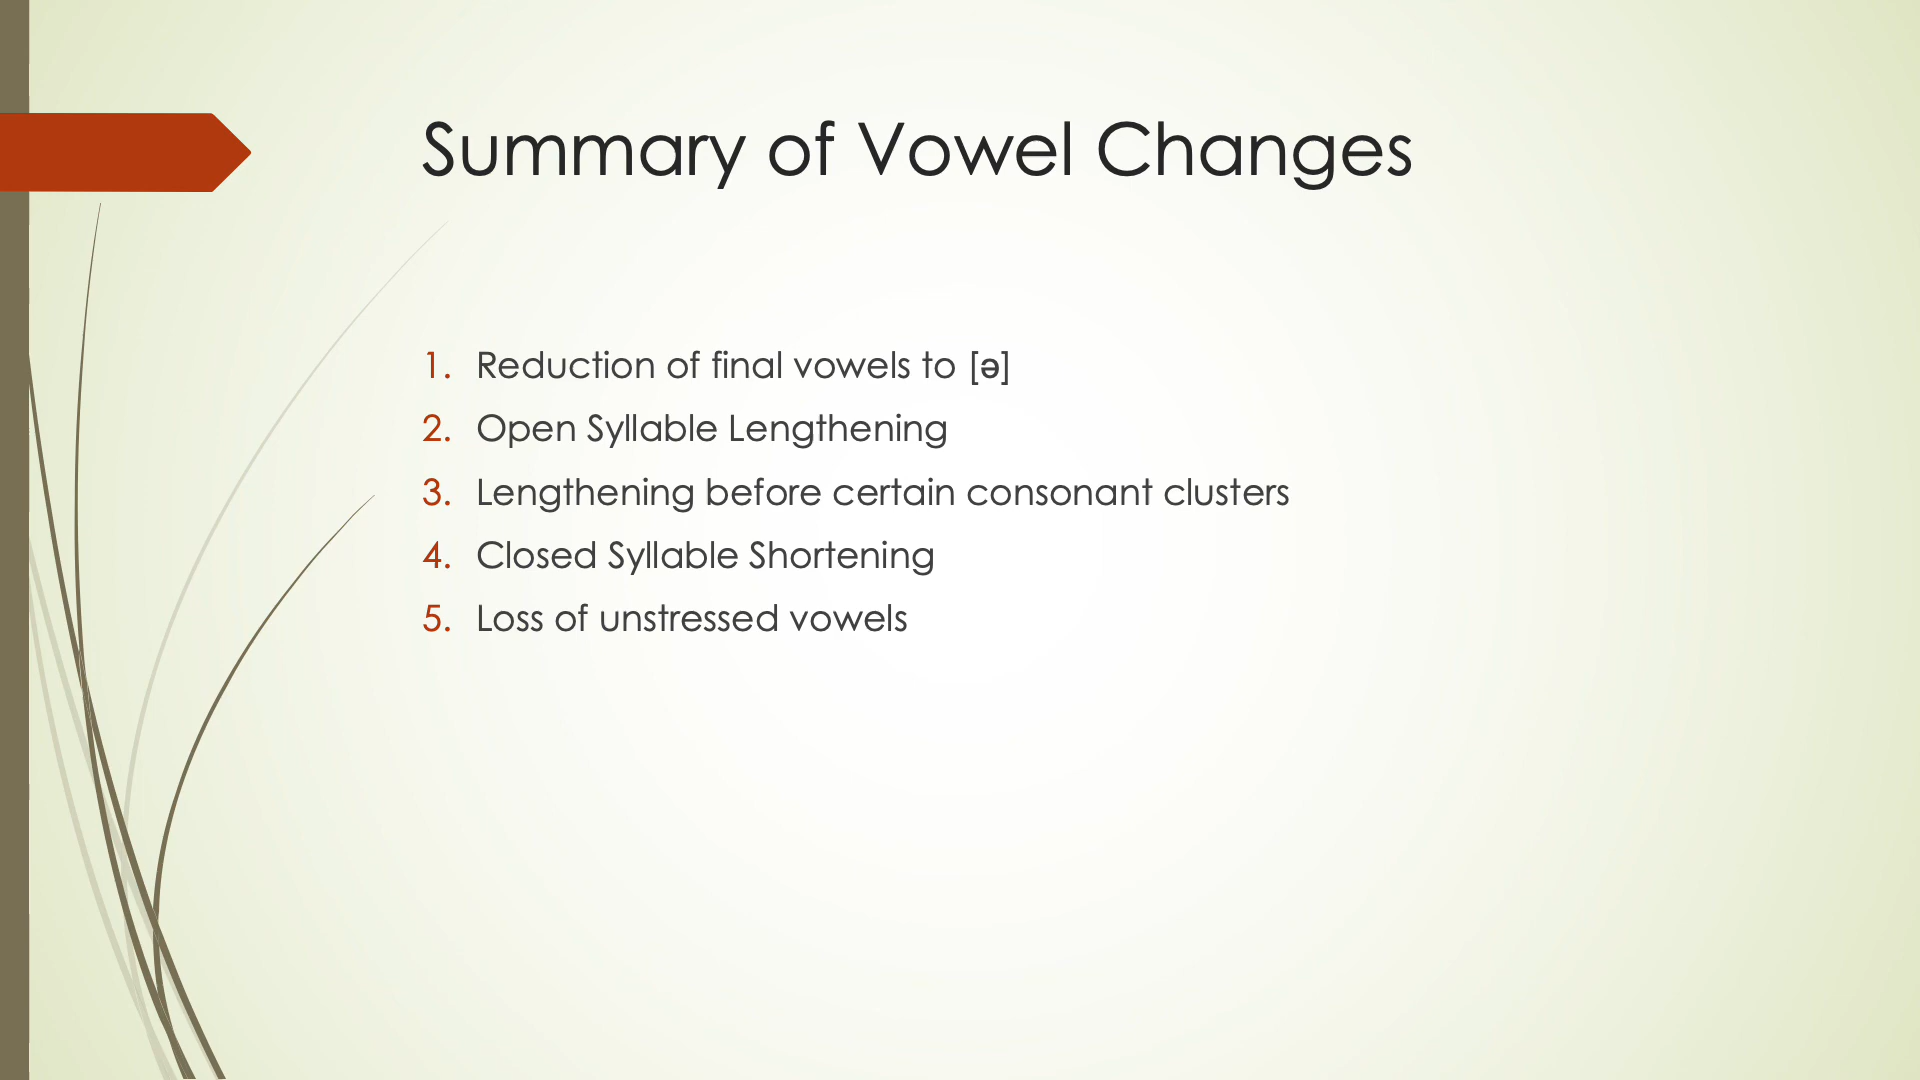 Summary of Vowel Changes
1. Reduction of final vowels to [ə]
2. Open Syllable Lengthening
3. Lengthening before certain consonant clusters
4. Closed Syllable Shortening
5. Loss of unstressed vowels